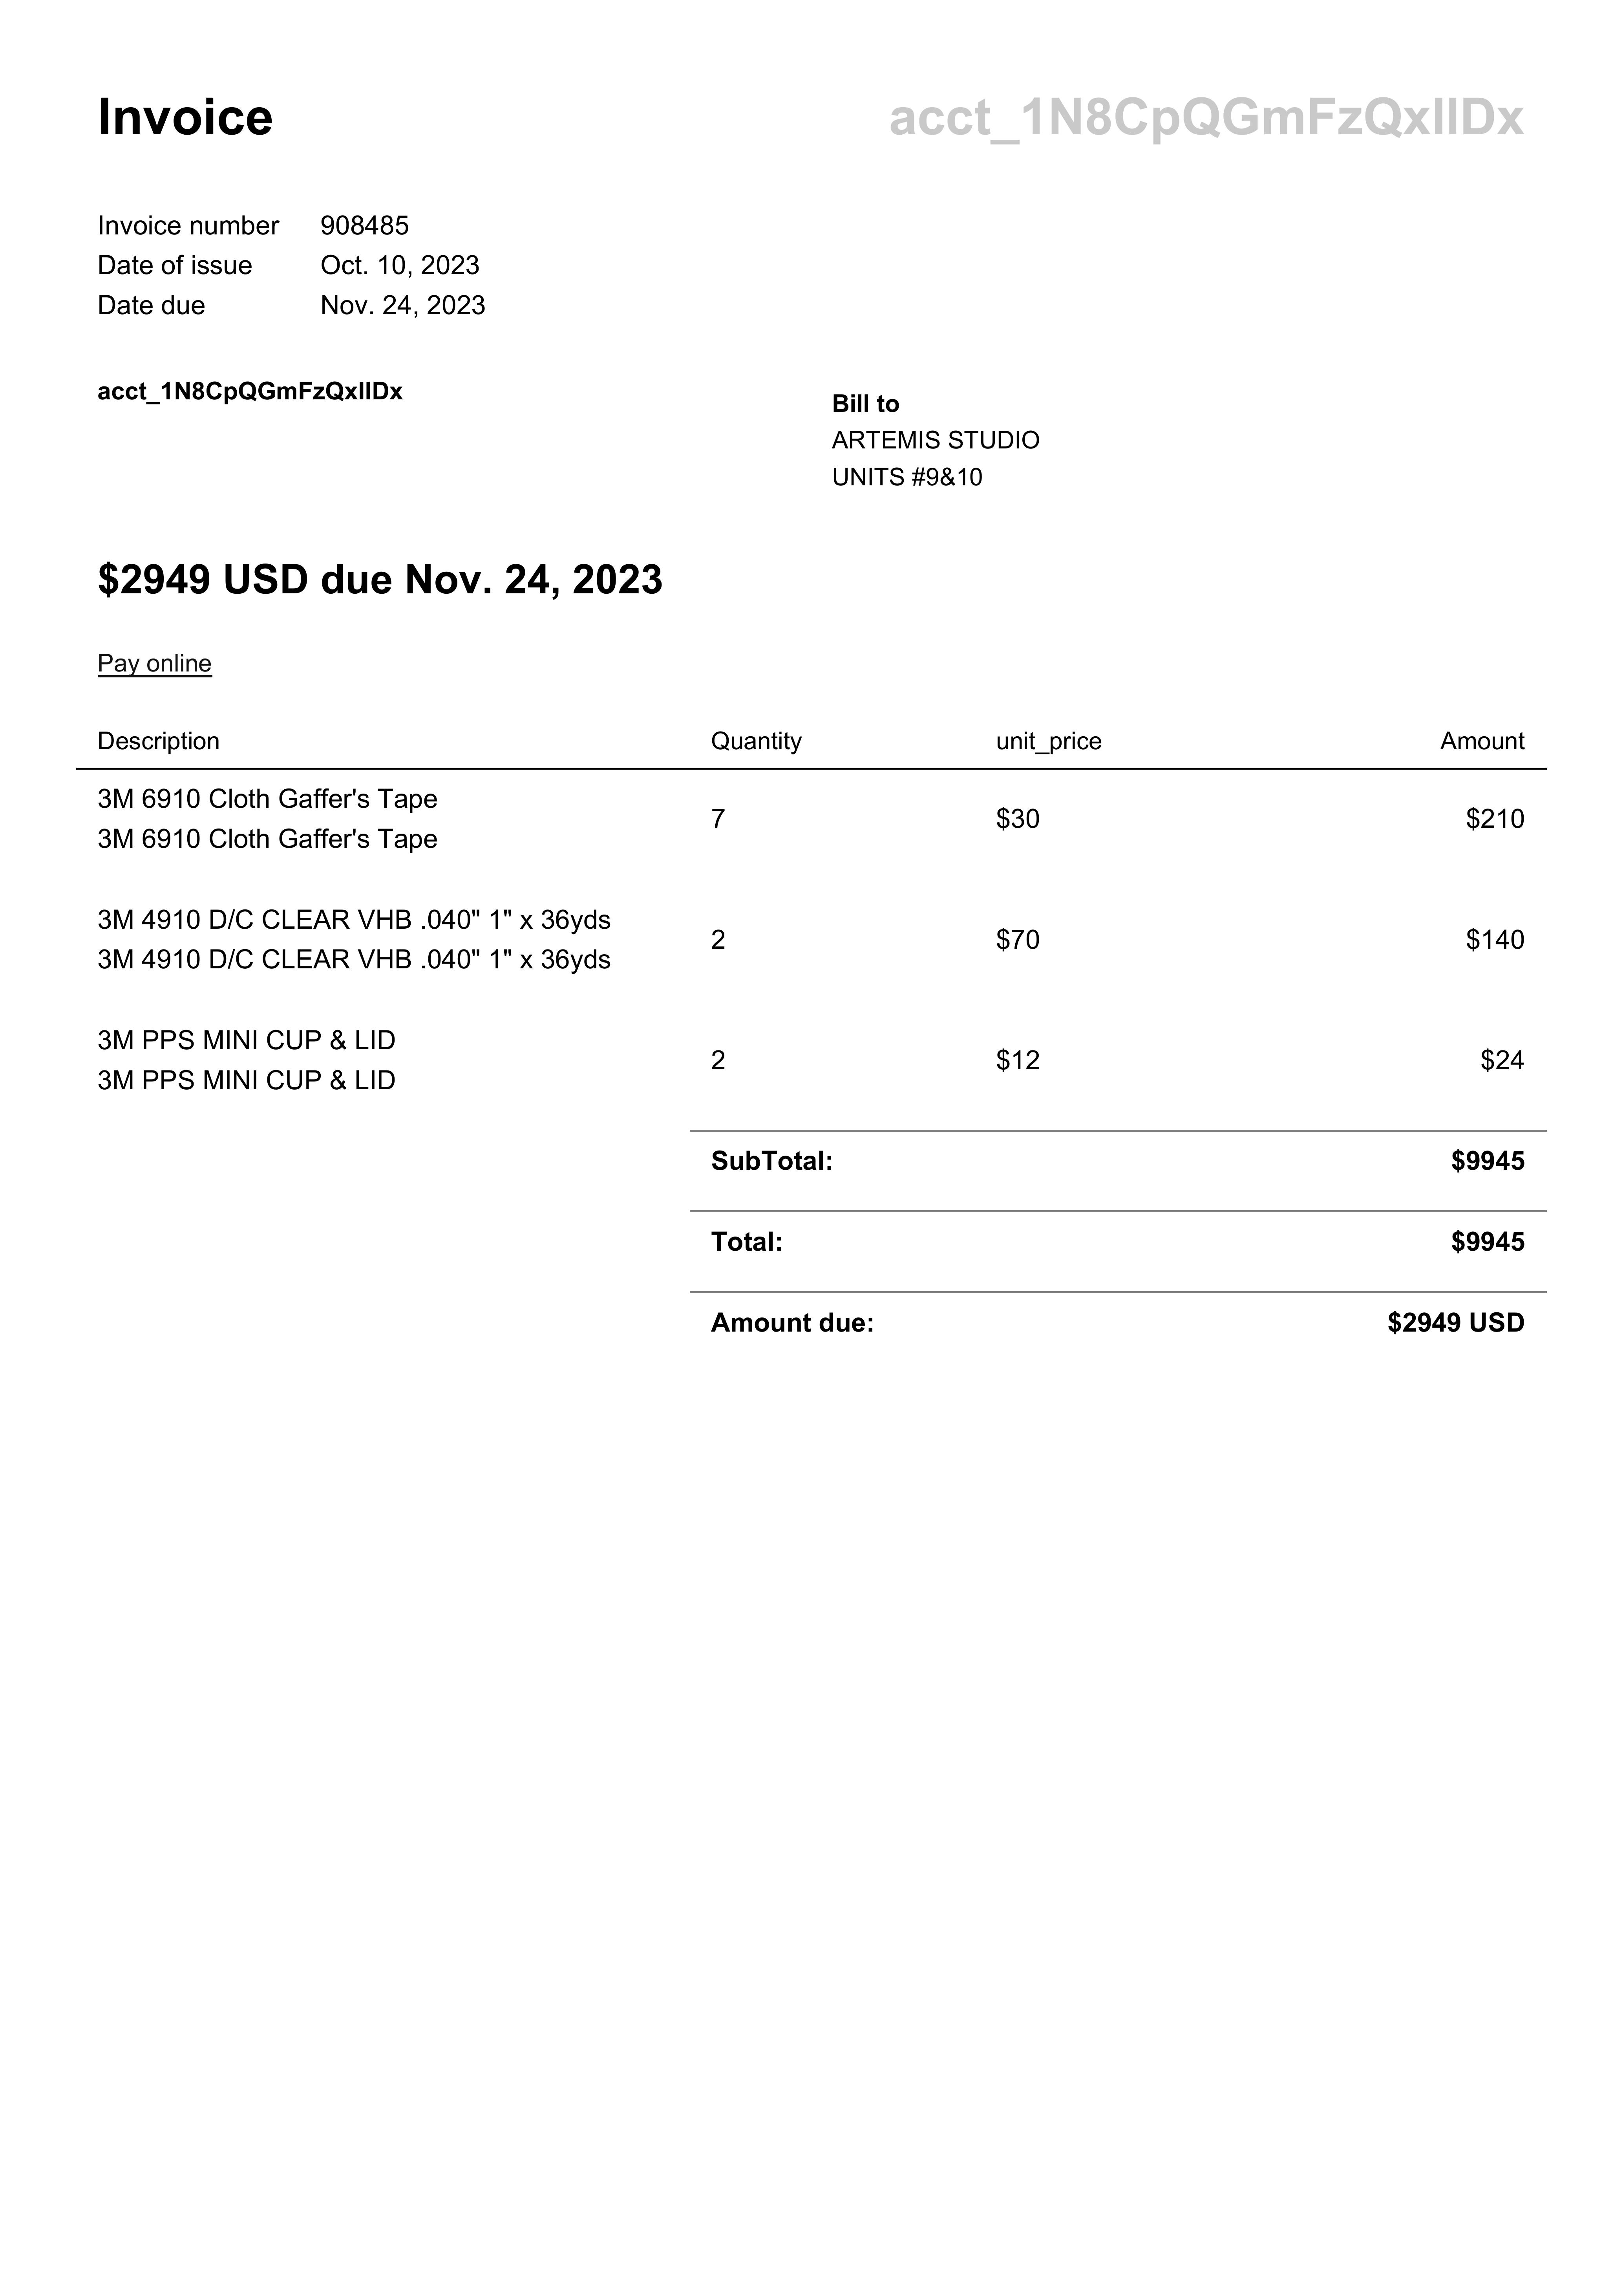 Invoice
acct_1N8CpQGmFzQxIlDx
Invoice number 908485
Date of issue Oct. 10, 2023
Date due Nov. 24, 2023
acct_1N8CpQGmFzQxIlDx
Bill to
ARTEMIS STUDIO
UNITS #9&10
$2949 USD due Nov. 24, 2023
Pay online
Description Quantity unit_price Amount
3M 6910 Cloth Gaffer's Tape
3M 6910 Cloth Gaffer's Tape
7 $30 $210
3M 4910 D/C CLEAR VHB .040" 1" x 36yds
3M 4910 D/C CLEAR VHB .040" 1" x 36yds
2 $70 $140
3M PPS MINI CUP & LID
3M PPS MINI CUP & LID
2 $12 $24
SubTotal: $9945
Total: $9945
Amount due: $2949 USD